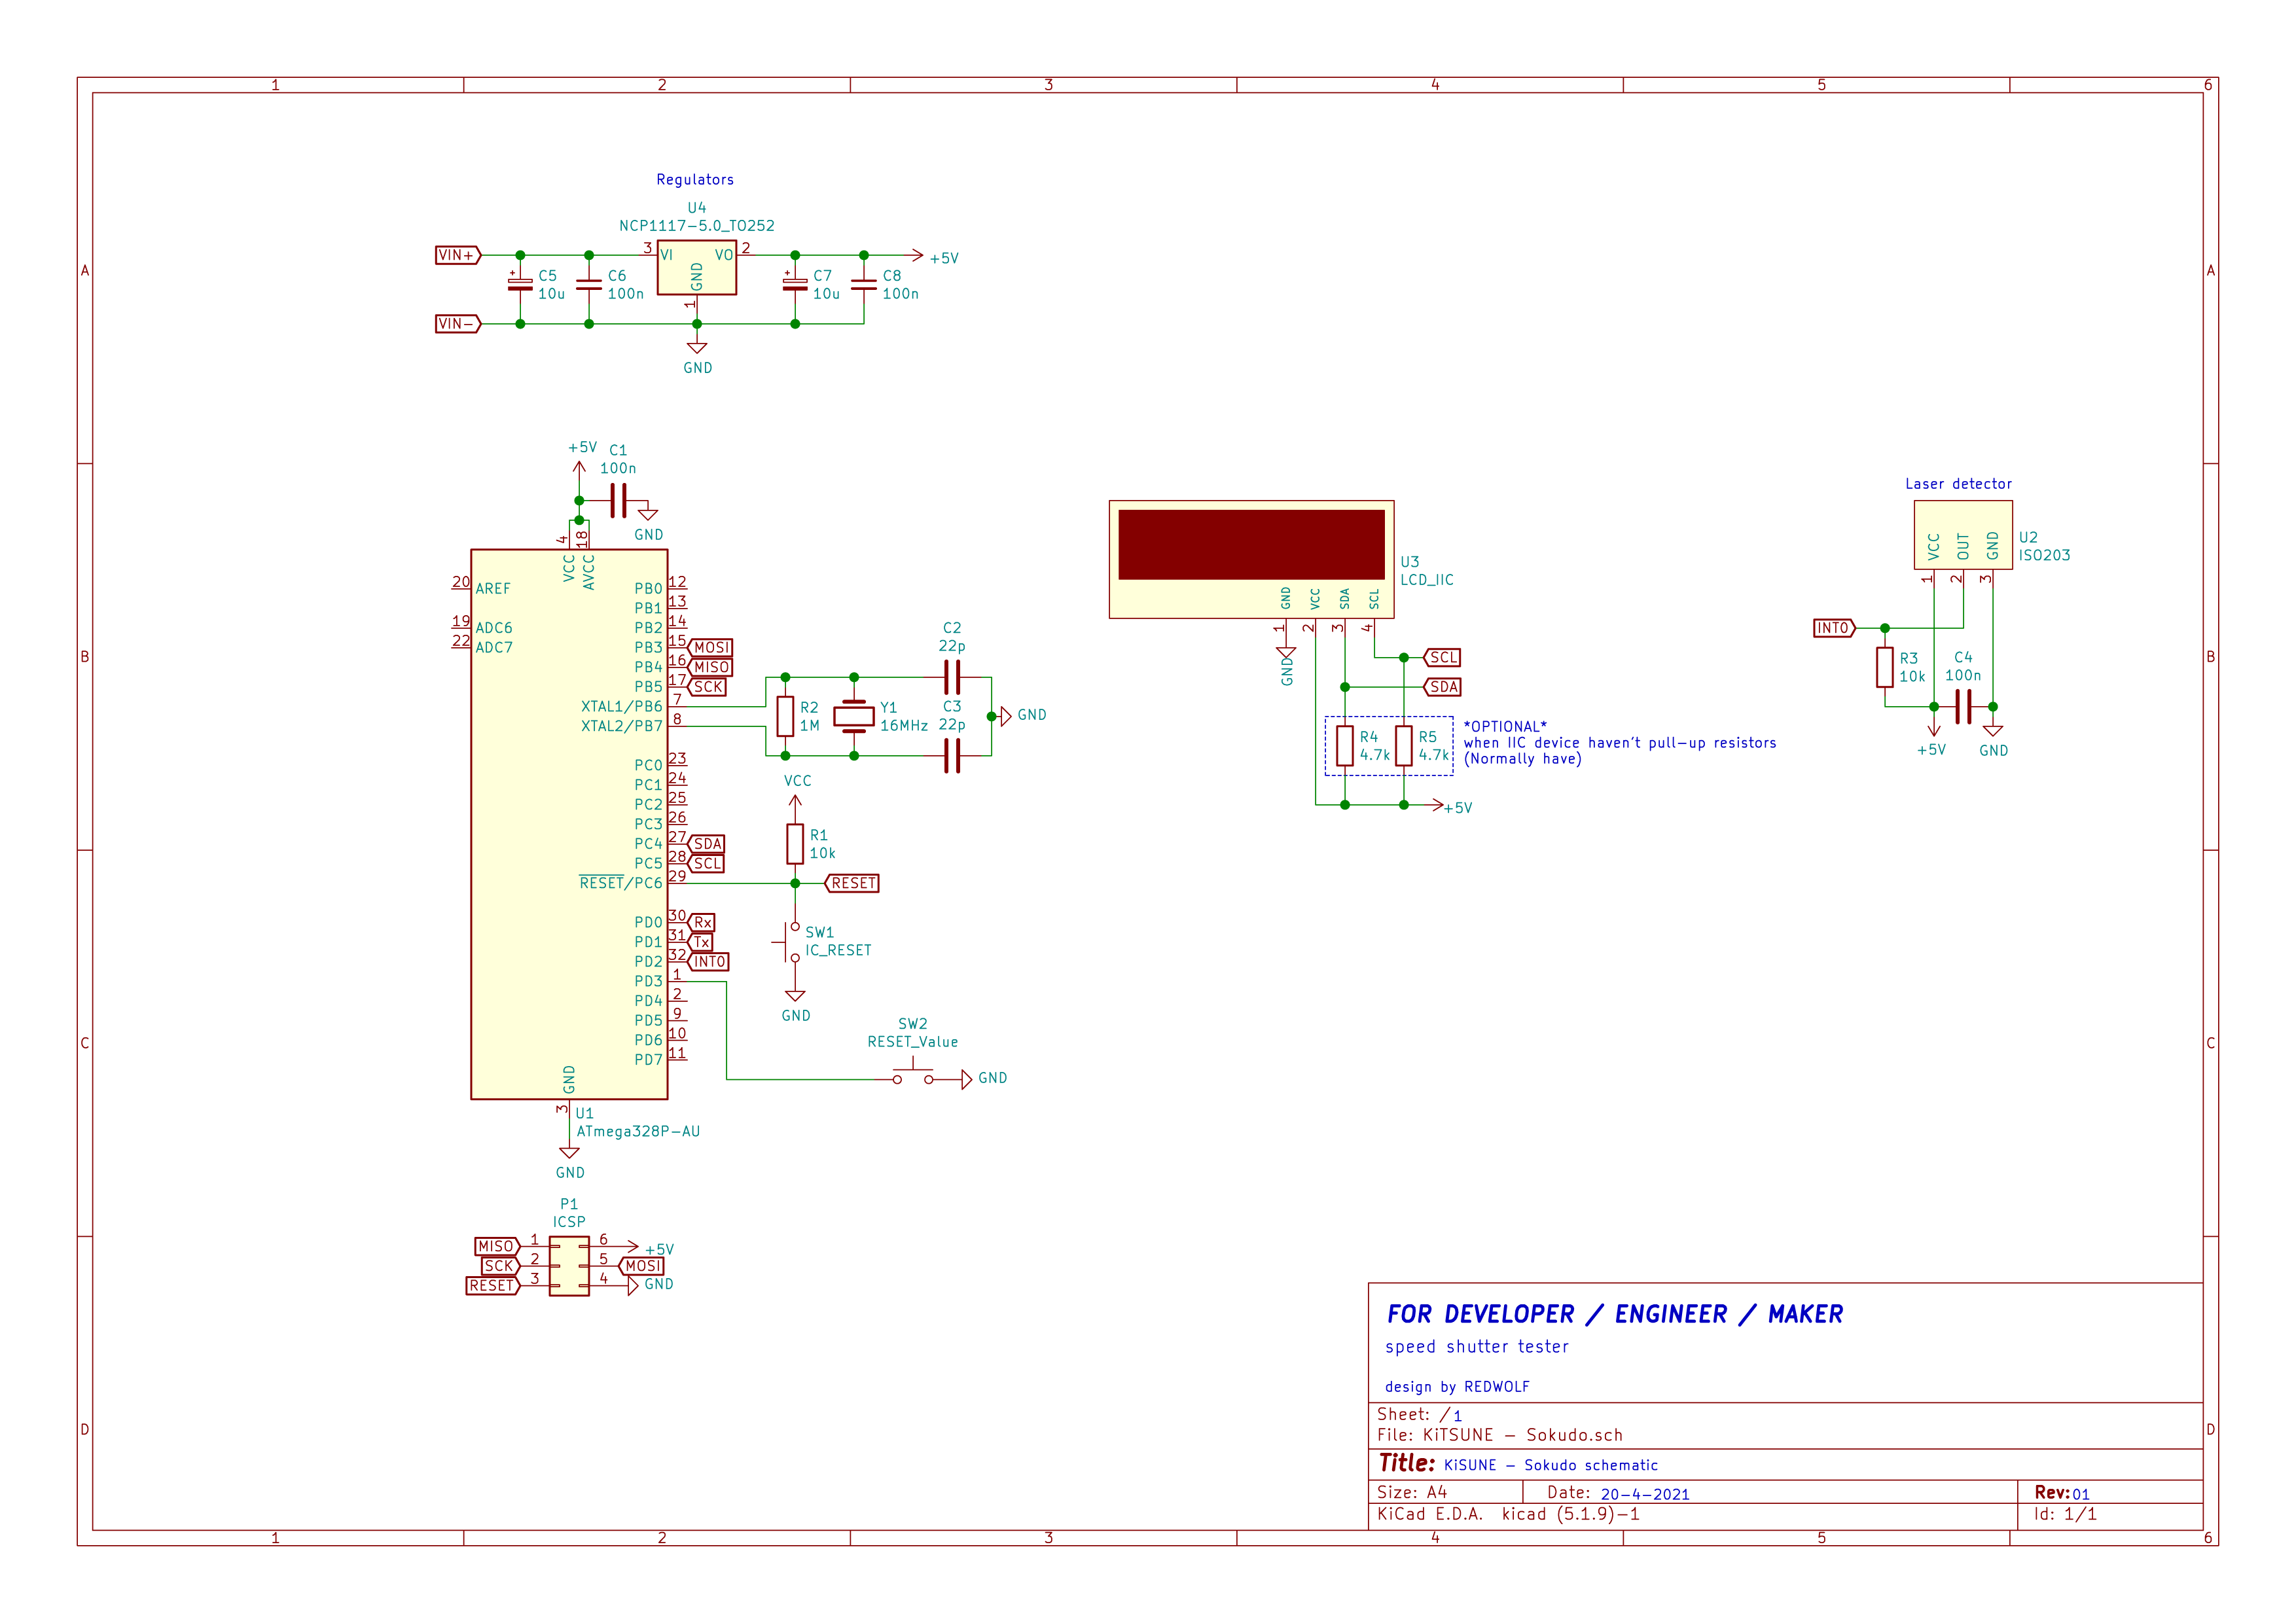 1 2 3 4 5 6
A A
B B
C C
D D
Regulators
U4
NCP1117-5.0_TO252
VIN+
3 VI VO 2
GND
1
+5V
C5
10u
C6
100n
C7
10u
C8
100n
VIN-
GND
+5V
C1
100n
GND
4 18
VCC AVCC
20 AREF
19 ADC6
22 ADC7
PB0 12
PB1 13
PB2 14
PB3 15 MOSI
PB4 16 MISO
PB5 17 SCK
XTAL1/PB6 7
XTAL2/PB7 8
PC0 23
PC1 24
PC2 25
PC3 26
PC4 27 SDA
PC5 28 SCL
RESET/PC6 29
PD0 30 Rx
PD1 31 Tx
PD2 32 INT0
PD3 1
PD4 2
PD5 9
PD6 10
PD7 11
GND
3
U1
ATmega328P-AU
GND
R2
1M
Y1
16MHz
C2
22p
C3
22p
GND
VCC
R1
10k
RESET
SW1
IC_RESET
GND
SW2
RESET_Value
GND
P1
ICSP
MISO 1 6 +5V
SCK 2 5 MOSI
RESET 3 4 GND
U3
LCD_IIC
GND VCC SDA SCL
1 2 3 4
GND
SCL
SDA
R4
4.7k
R5
4.7k
*OPTIONAL*
when IIC device haven't pull-up resistors
(Normally have)
+5V
Laser detector
U2
ISO203
VCC OUT GND
1 2 3
INT0
R3
10k
C4
100n
+5V
GND
FOR DEVELOPER / ENGINEER / MAKER
speed shutter tester
design by REDWOLF
Sheet: /1
File: KiTSUNE - Sokudo.sch
Title: KiSUNE - Sokudo schematic
Size: A4 Date: 20-4-2021 Rev:01
KiCad E.D.A. kicad (5.1.9)-1 Id: 1/1
1 2 3 4 5 6